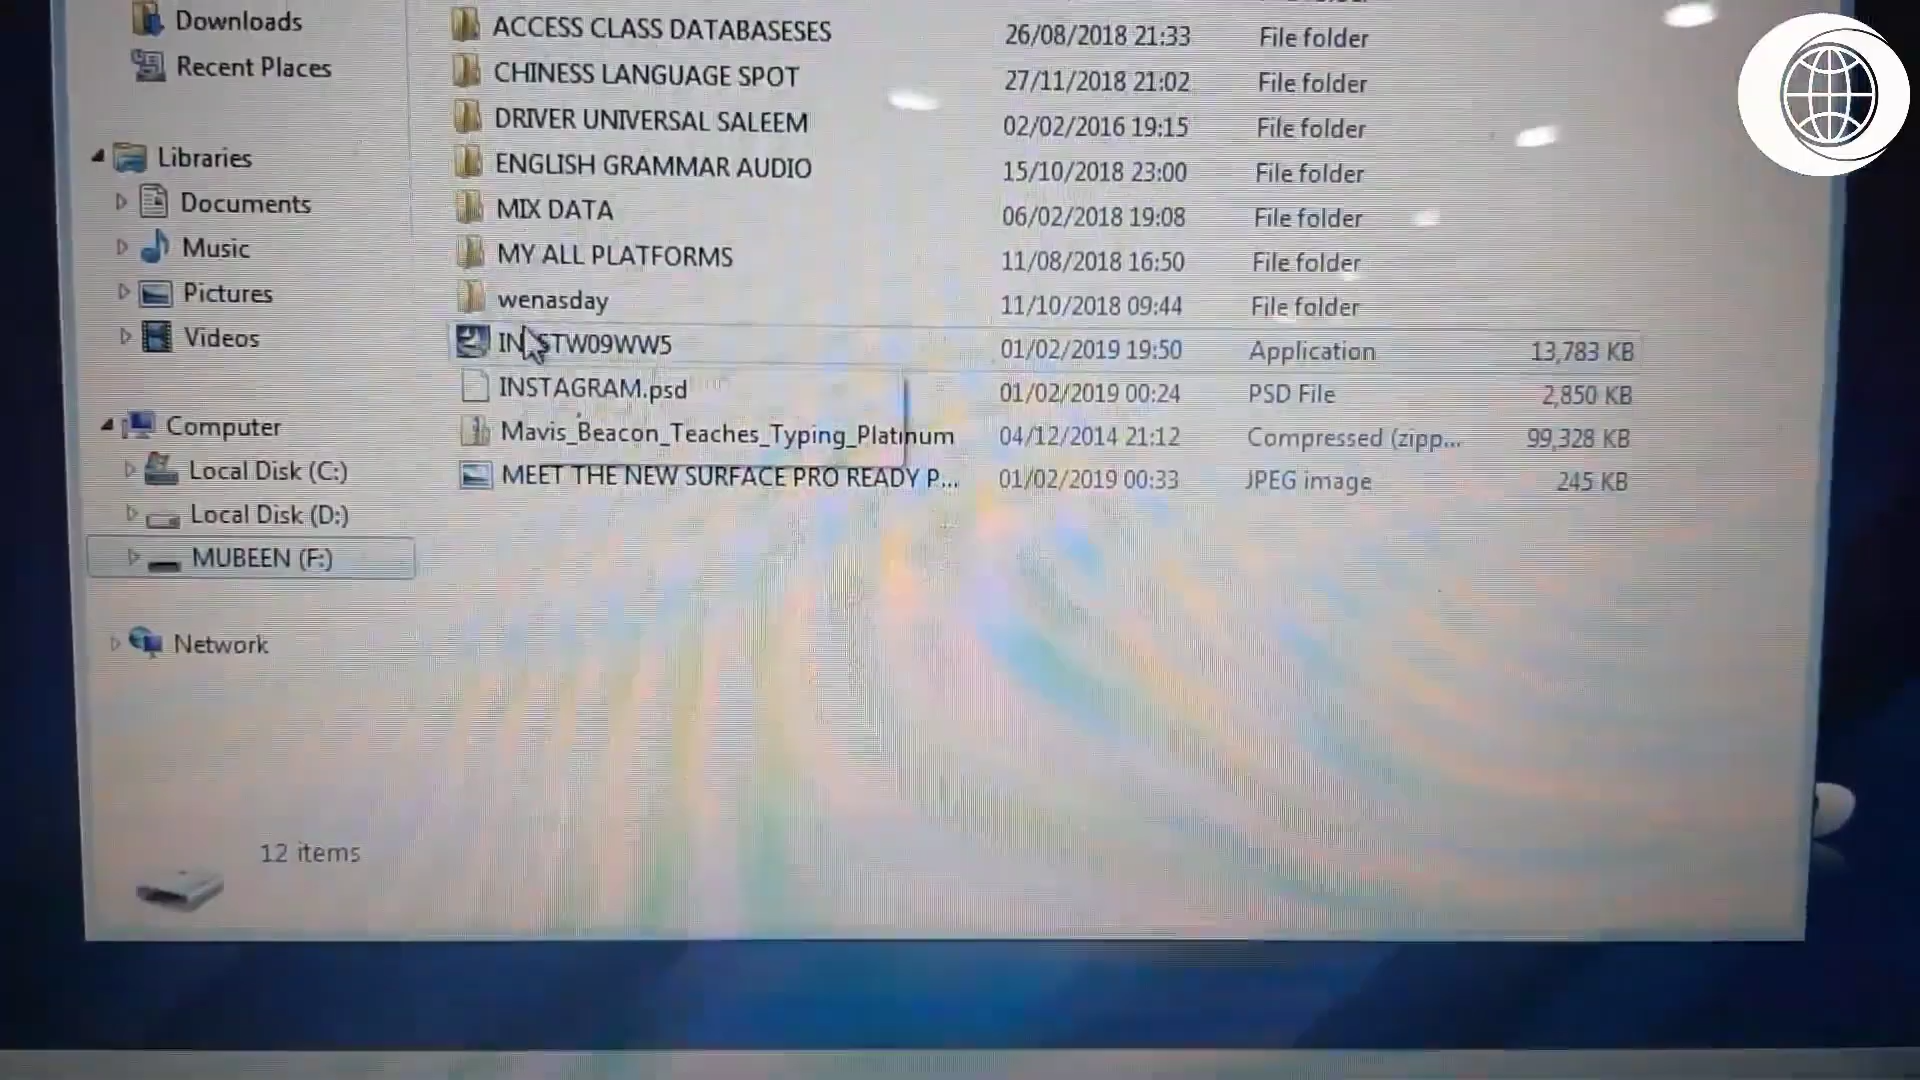 Downloads
Recent Places
Libraries
Documents
Music
Pictures
Videos
Computer
Local Disk (C:)
Local Disk (D:)
MUBEEN (F:)
Network
ACCESS CLASS DATABASESES 26/08/2018 21:33 File folder
CHINESS LANGUAGE SPOT 27/11/2018 21:02 File folder
DRIVER UNIVERSAL SALEEM 02/02/2016 19:15 File folder
ENGLISH GRAMMAR AUDIO 15/10/2018 23:00 File folder
MIX DATA 06/02/2018 19:08 File folder
MY ALL PLATFORMS 11/08/2018 16:50 File folder
wenasday 11/10/2018 09:44 File folder
01/02/2019 19:50 Application 13,783 KB
INSTAGRAM.psd 01/02/2019 00:24 PSD File 2,850 KB
Mavis_Beacon_Teaches_Typing_Platinum 04/12/2014 21:12 Compressed (zipp... 99,328 KB
MEET THE NEW SURFACE PRO READY P... 01/02/2019 00:33 JPEG image 245 KB
12 items